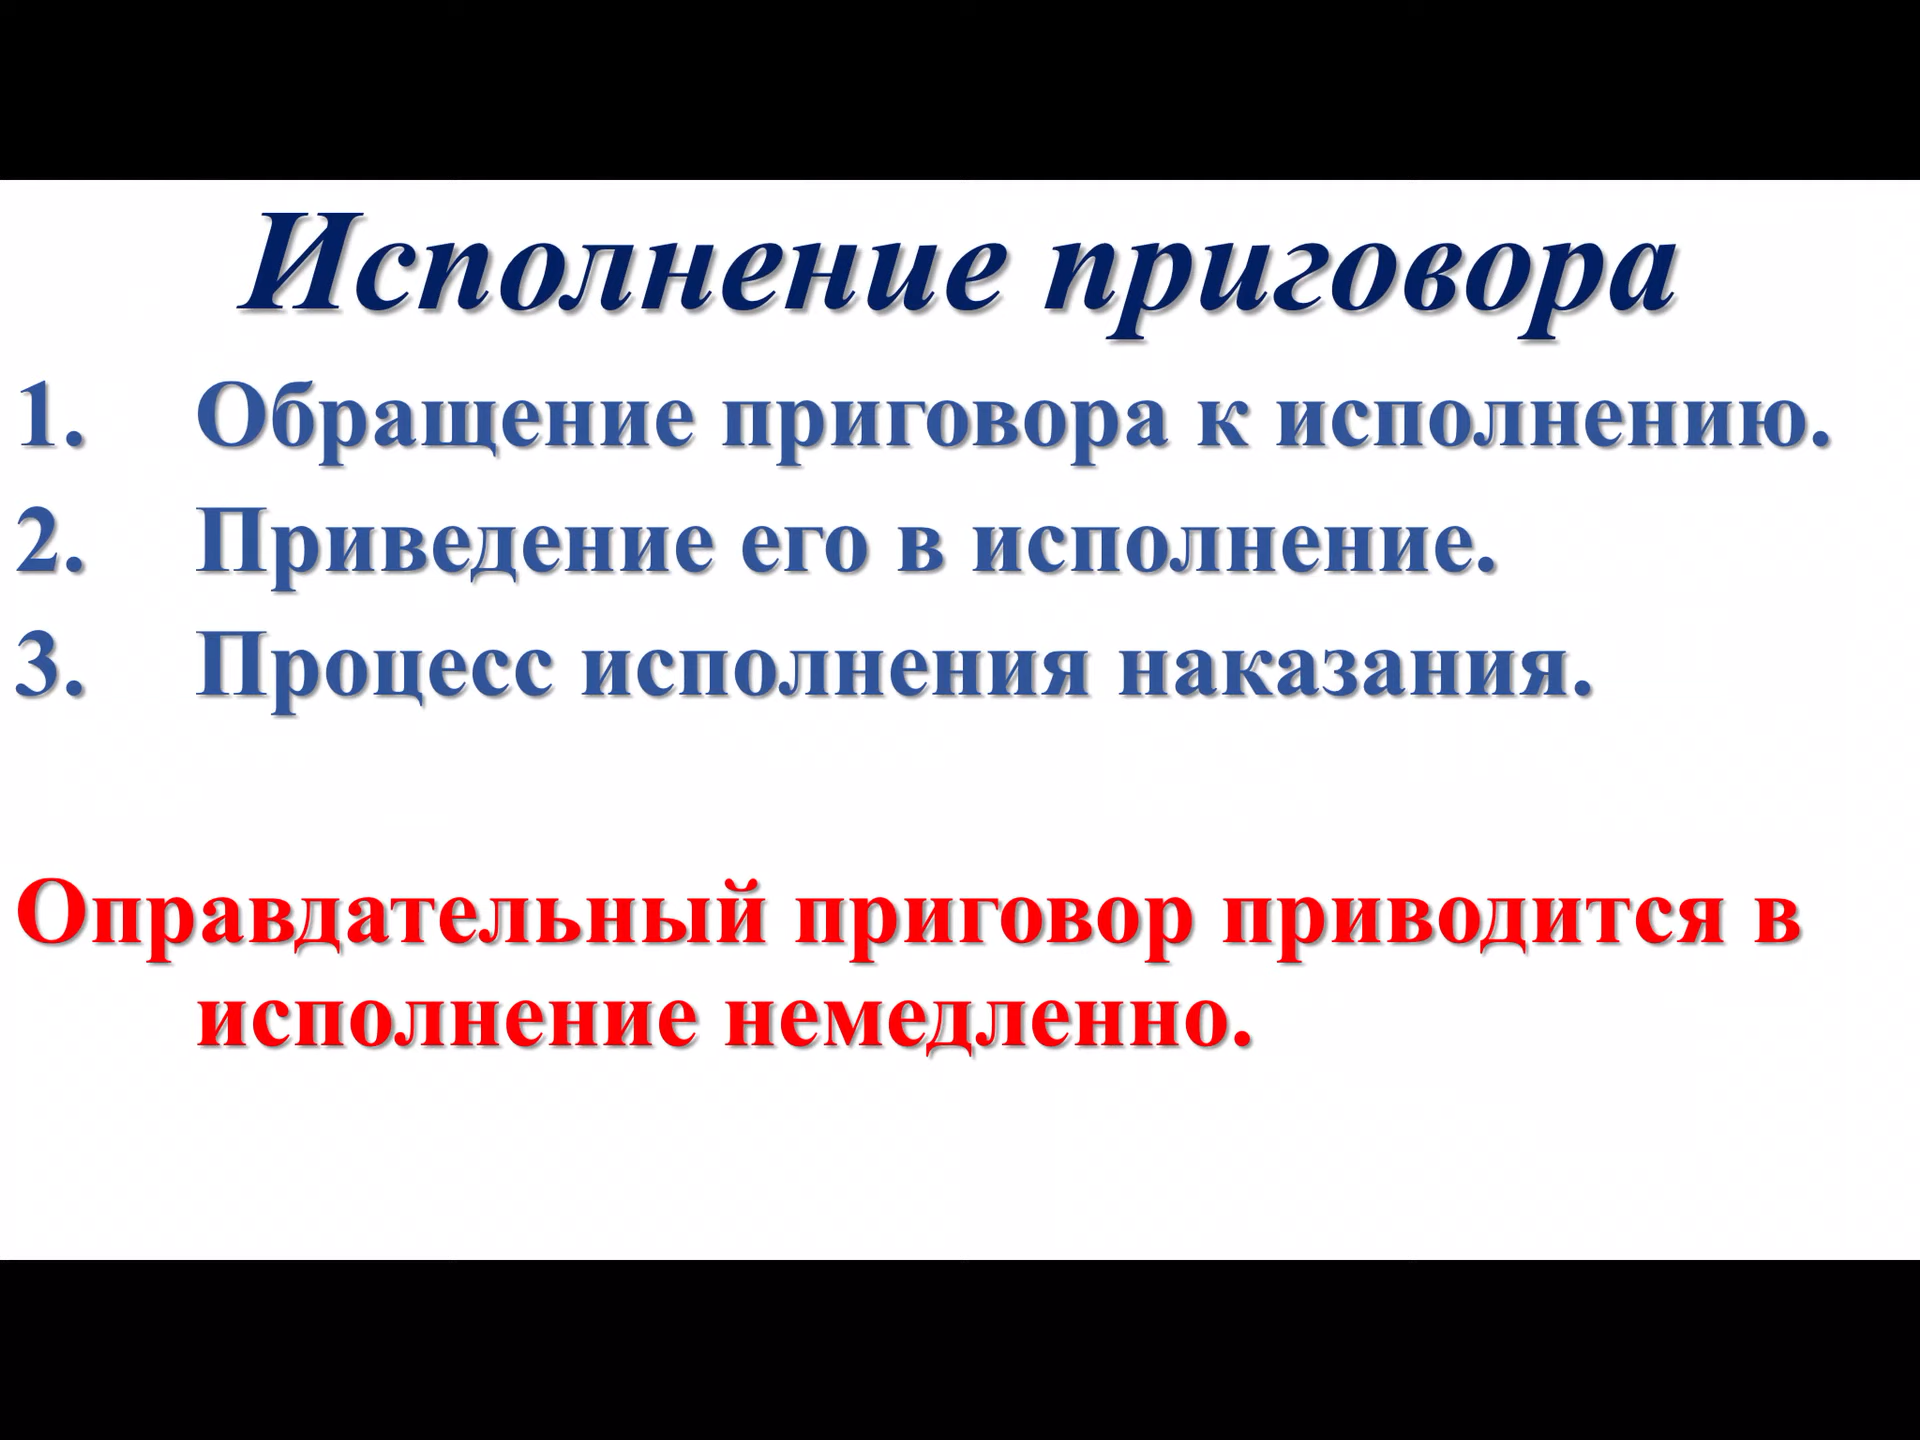 Исполнение приговора
1. Обращение приговора к исполнению.
2. Приведение его в исполнение.
3. Процесс исполнения наказания.
Оправдательный приговор приводится в
исполнение немедленно.